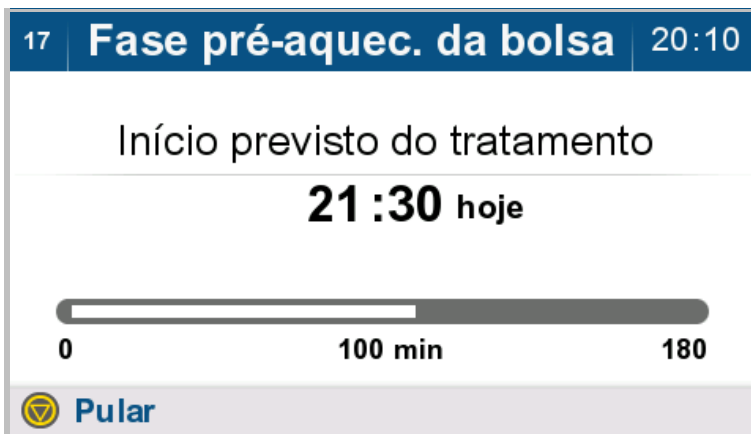 17 Fase pré-aquec. da bolsa 20:10
Início previsto do tratamento
21:30 hoje
0 100 min 180
Pular